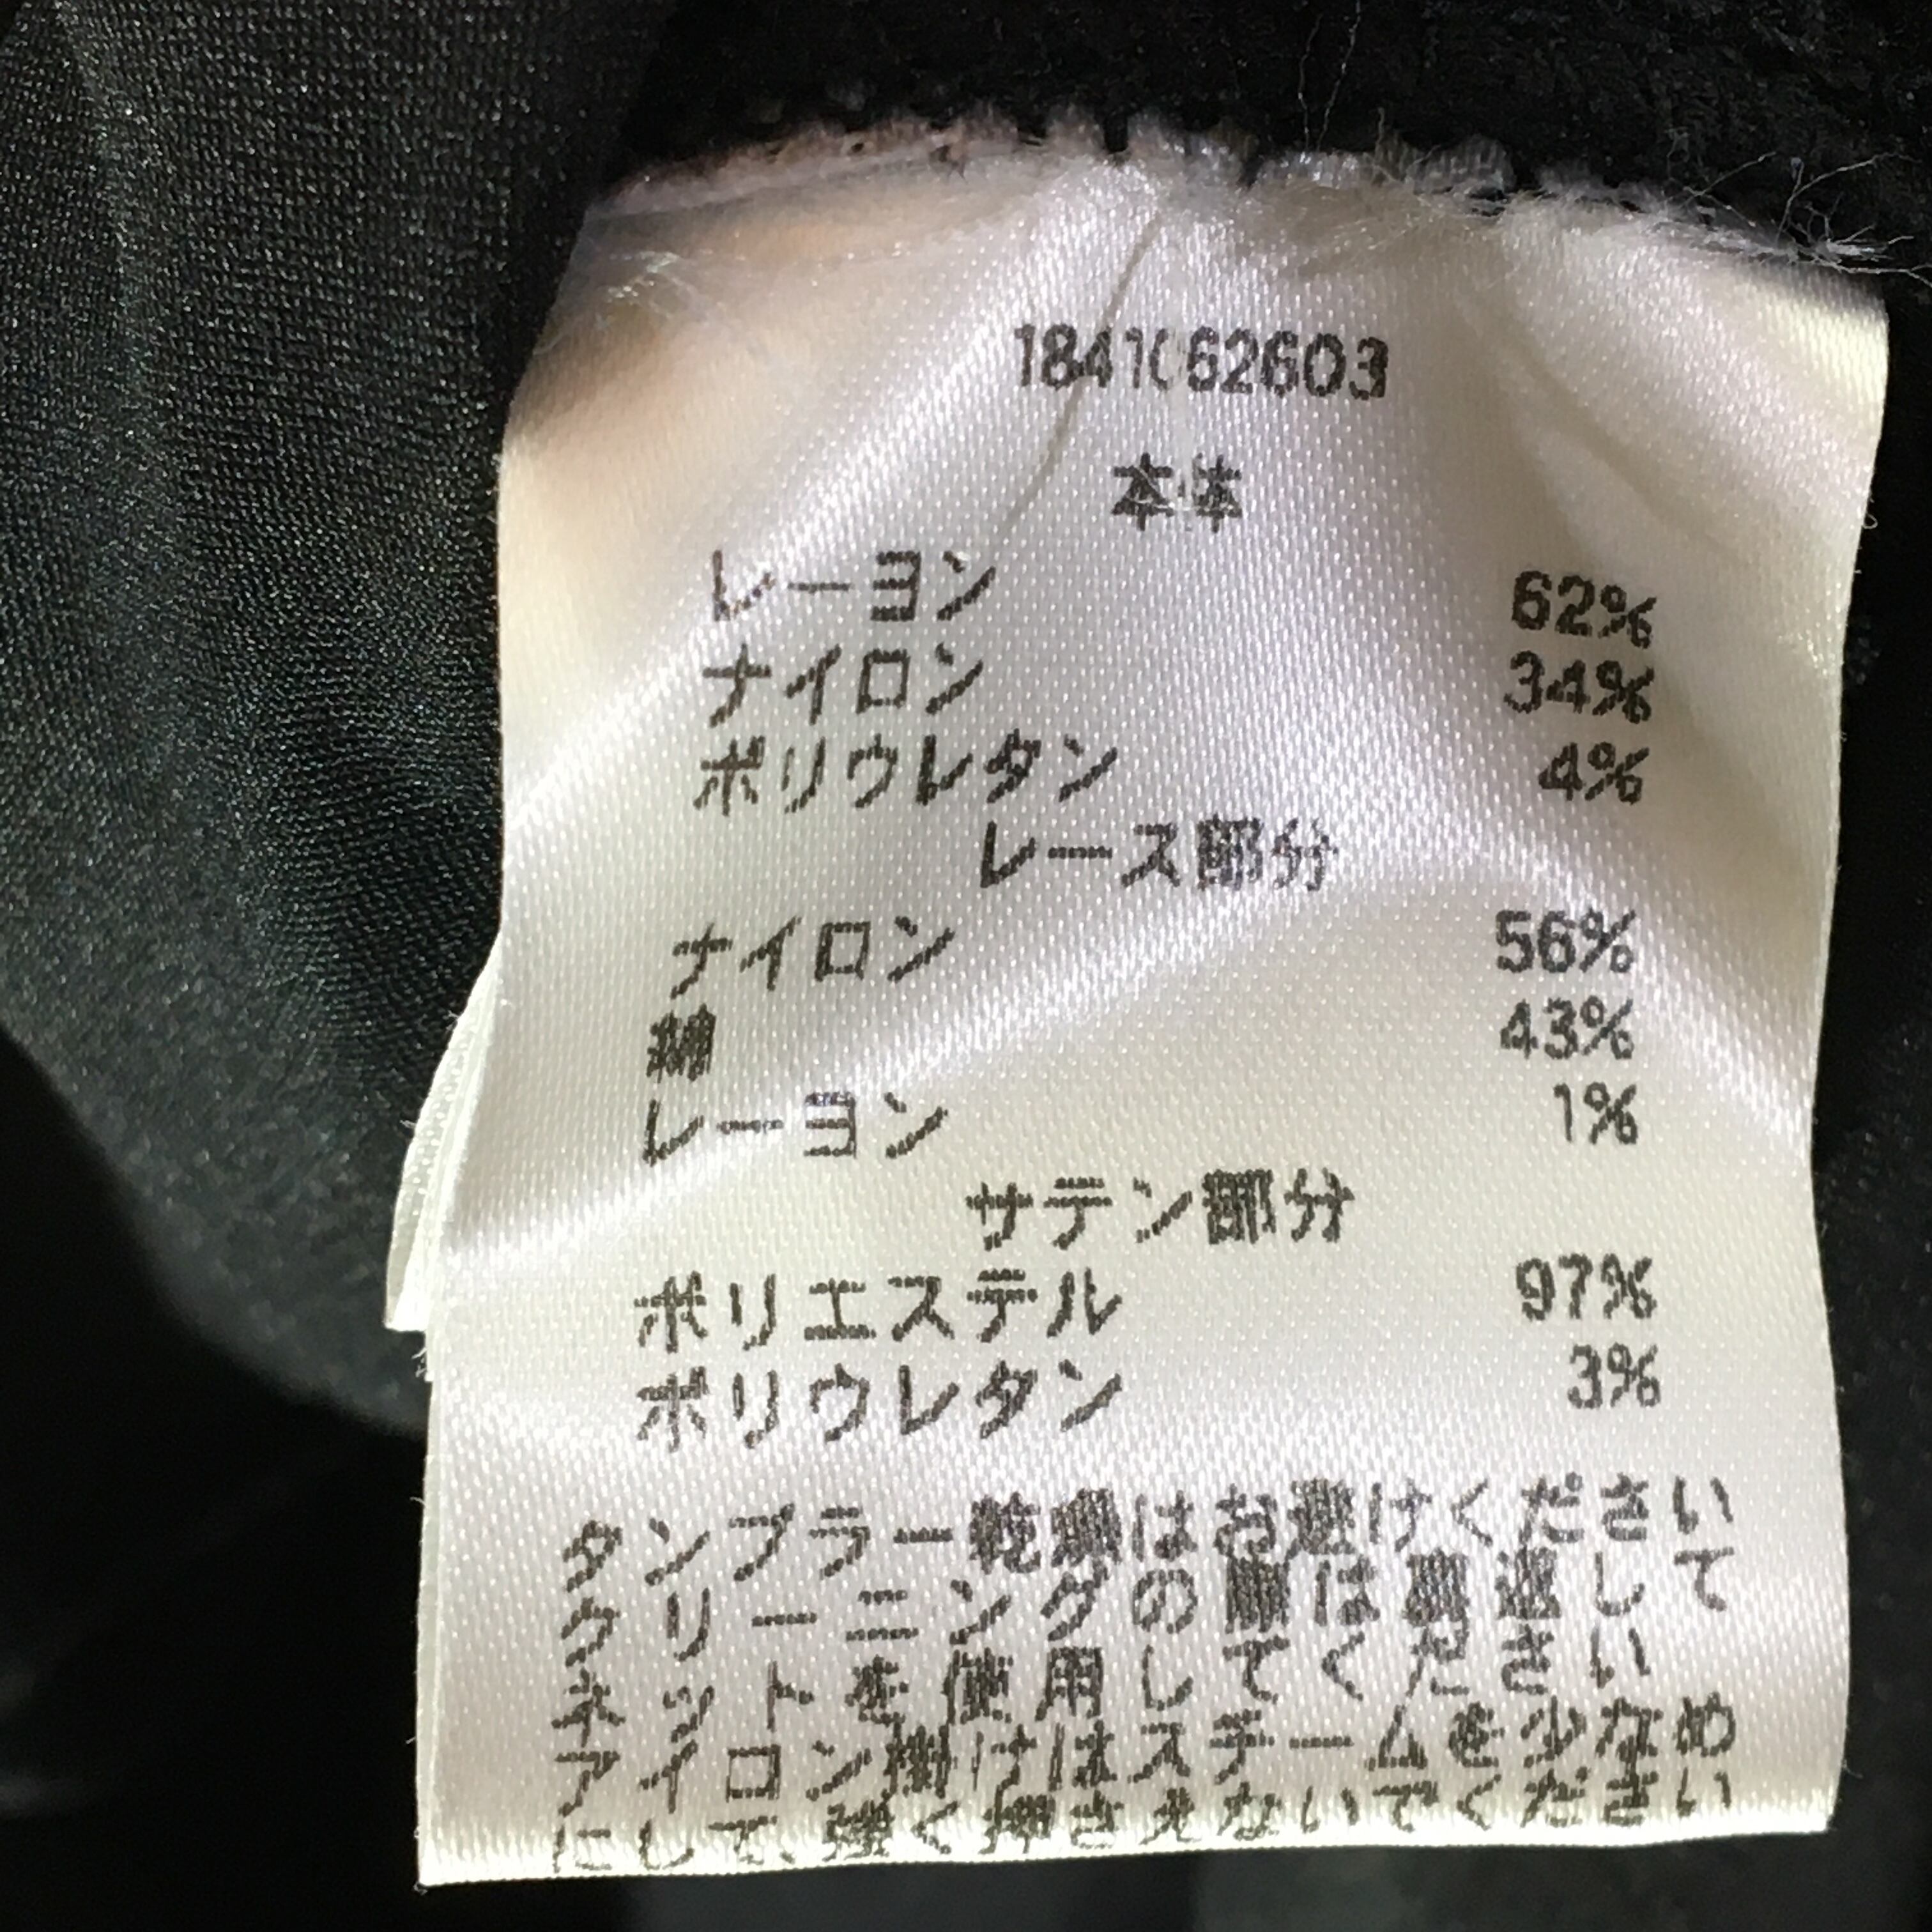 1841062603
本体
レーヨン 62%
ナイロン 34%
ポリウレタン 4%
レース部分
ナイロン 56%
綿 43%
レーヨン 1%
サテン部分
ポリエステル 97%
ポリウレタン 3%
タンブラー乾燥はお避けください
クリーニングの際は裏返して
ネットを使用してください
アイロン掛けはスチームを少なめ
にして、強く押さえないでください